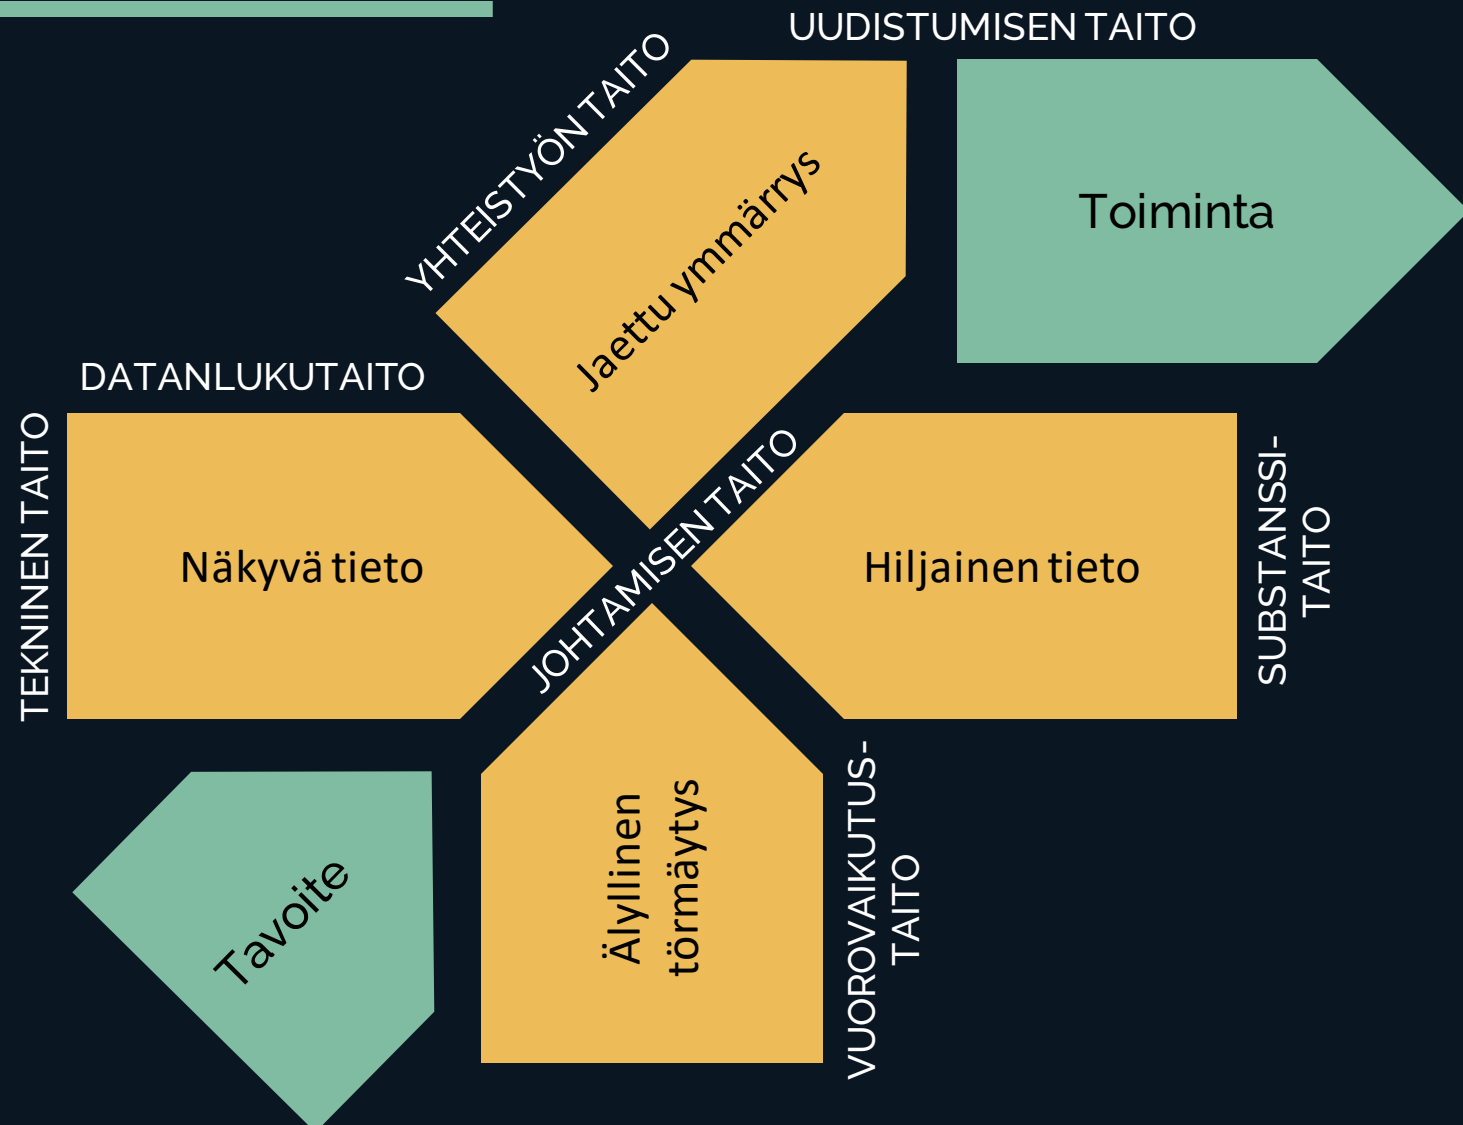 UUDISTUMISEN TAITO
YHTEISTYÖN TAITO
Jaettu ymmärrys
Toiminta
DATANLUKUTAITO
TEKNINEN TAITO
Näkyvä tieto
JOHTAMISEN TAITO
Hiljainen tieto
SUBSTANSSI-
TAITO
Tavoite
Älyllinen
törmäytys
VUOROVAIKUTUS-
TAITO